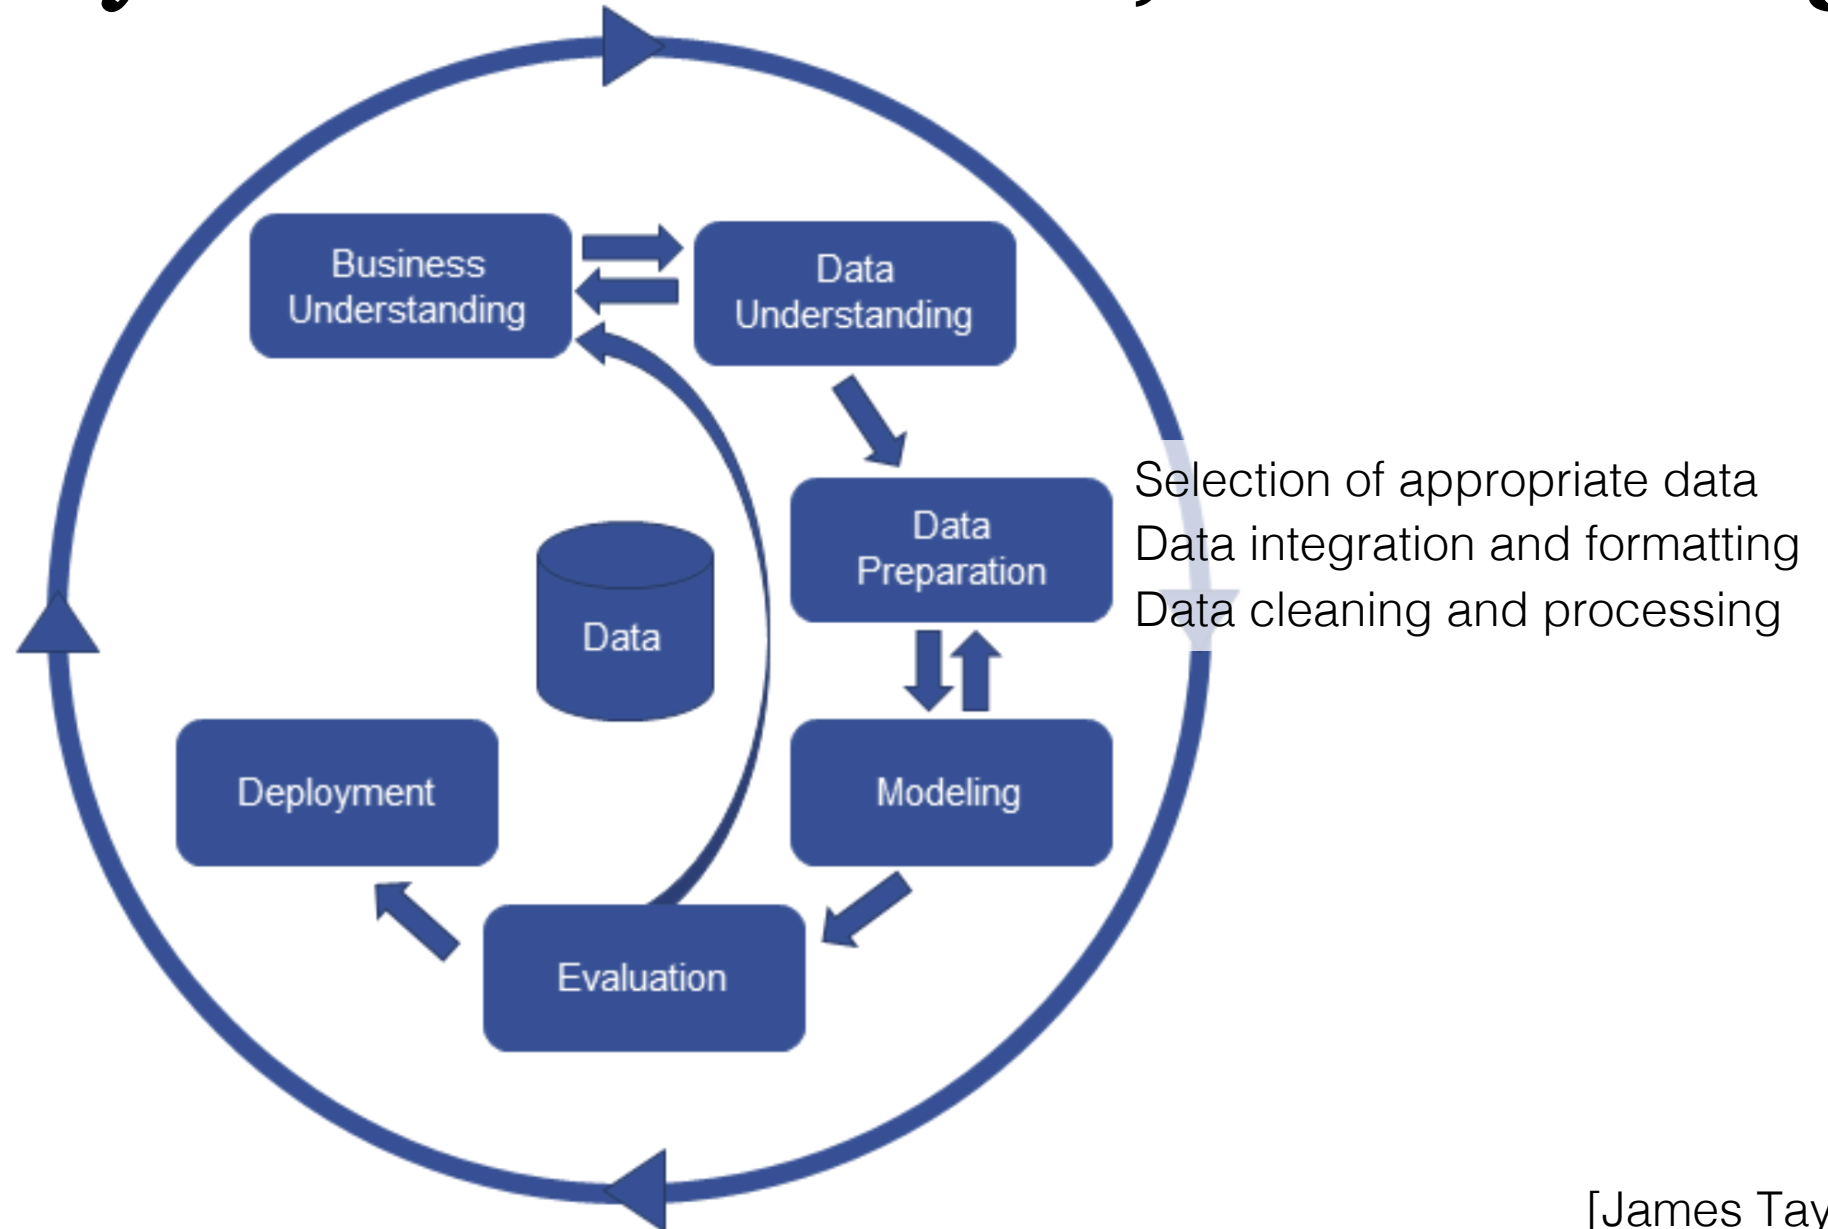 Business
Understanding
Data
Understanding
Data
Preparation
Selection of appropriate data
Data integration and formatting
Data cleaning and processing
Data
Deployment
Modeling
Evaluation
[James Tay